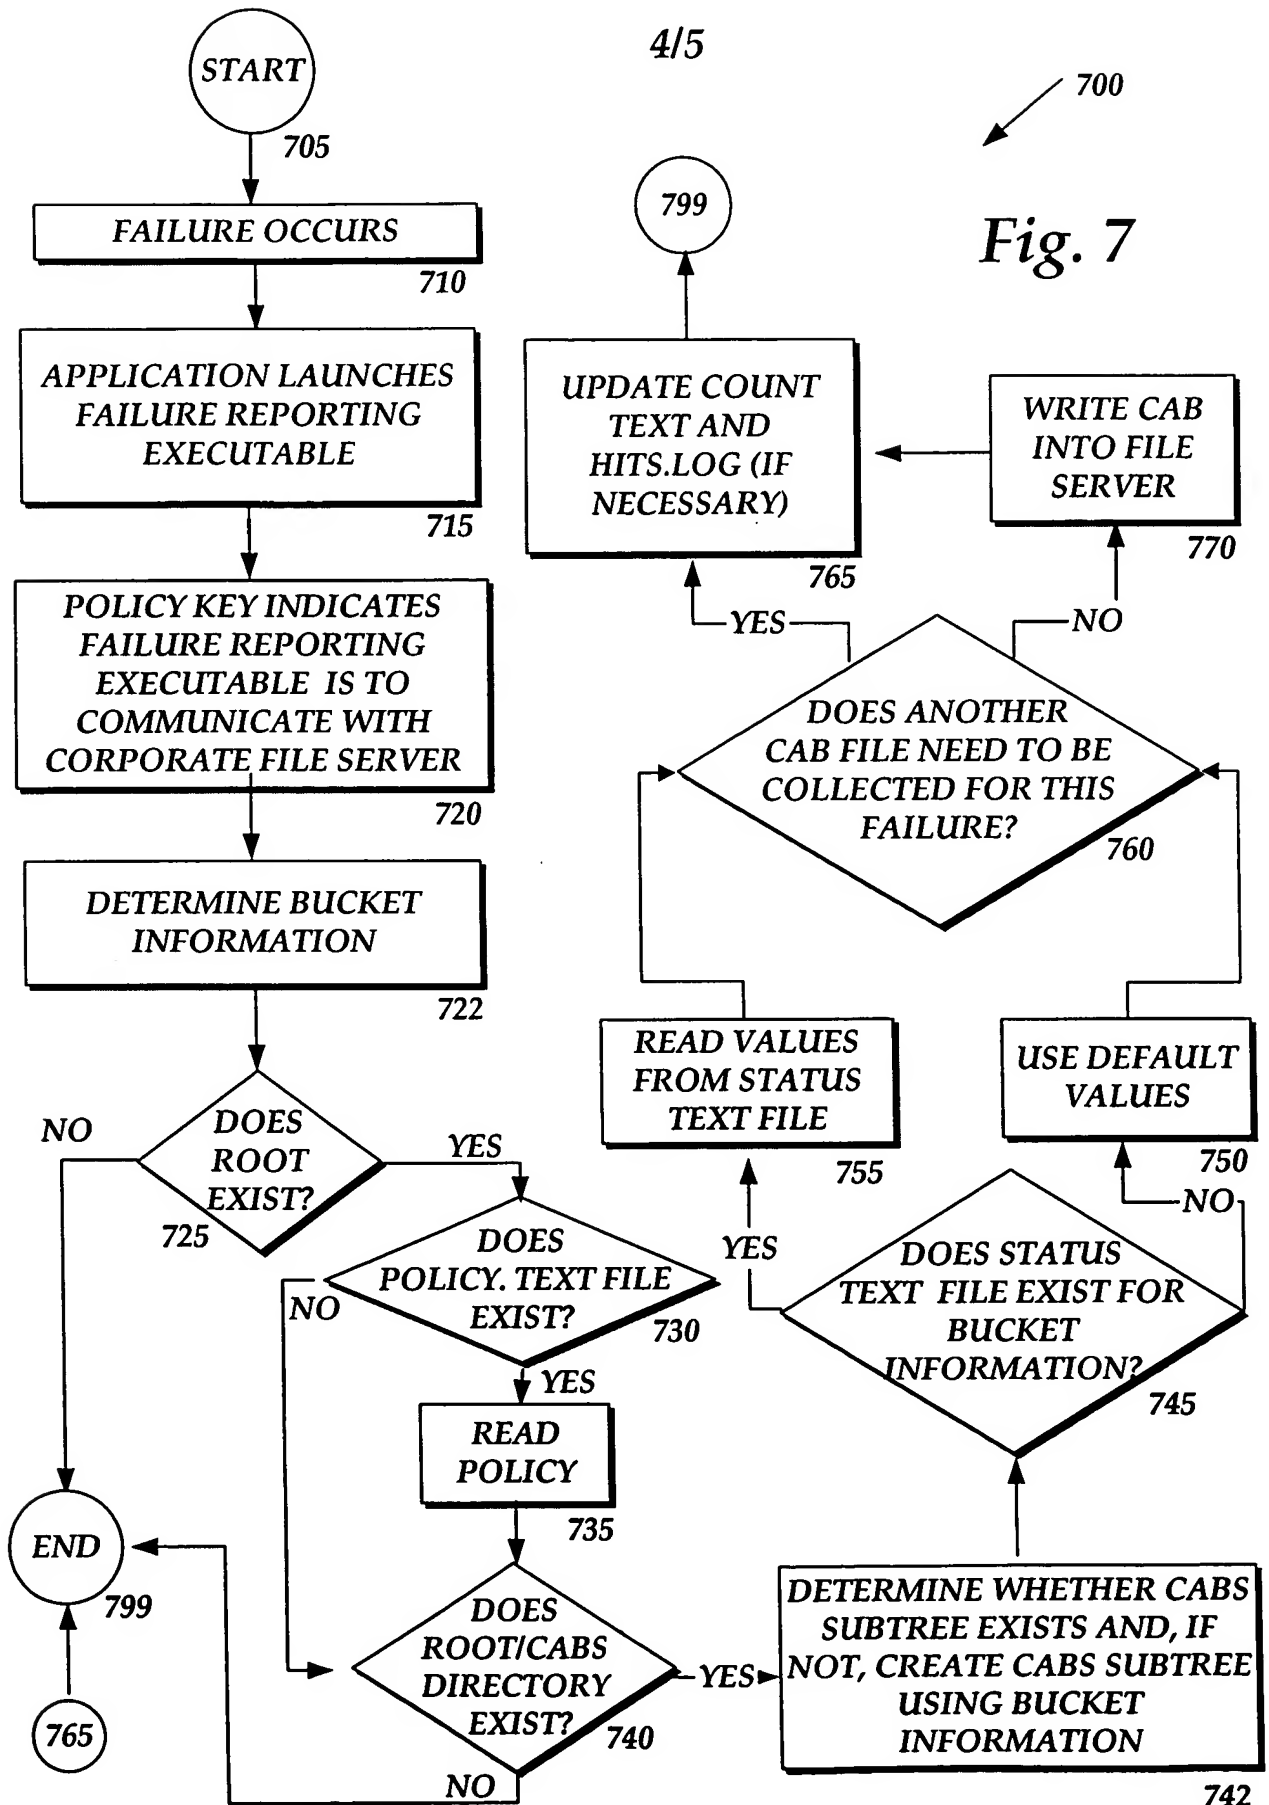 4/5
700
Fig. 7
START
705
FAILURE OCCURS
710
APPLICATION LAUNCHES
FAILURE REPORTING
EXECUTABLE
715
POLICY KEY INDICATES
FAILURE REPORTING
EXECUTABLE IS TO
COMMUNICATE WITH
CORPORATE FILE SERVER
720
DETERMINE BUCKET
INFORMATION
722
DOES
ROOT
EXIST?
725
NO
YES
DOES
POLICY. TEXT FILE
EXIST?
730
NO
YES
READ
POLICY
735
DOES
ROOT/CABS
DIRECTORY
EXIST?
740
NO
YES
END
799
765
DETERMINE WHETHER CABS
SUBTREE EXISTS AND, IF
NOT, CREATE CABS SUBTREE
USING BUCKET
INFORMATION
742
DOES STATUS
TEXT FILE EXIST FOR
BUCKET
INFORMATION?
745
YES
NO
READ VALUES
FROM STATUS
TEXT FILE
755
USE DEFAULT
VALUES
750
DOES ANOTHER
CAB FILE NEED TO BE
COLLECTED FOR THIS
FAILURE?
760
YES
NO
WRITE CAB
INTO FILE
SERVER
770
UPDATE COUNT
TEXT AND
HITS.LOG (IF
NECESSARY)
765
799